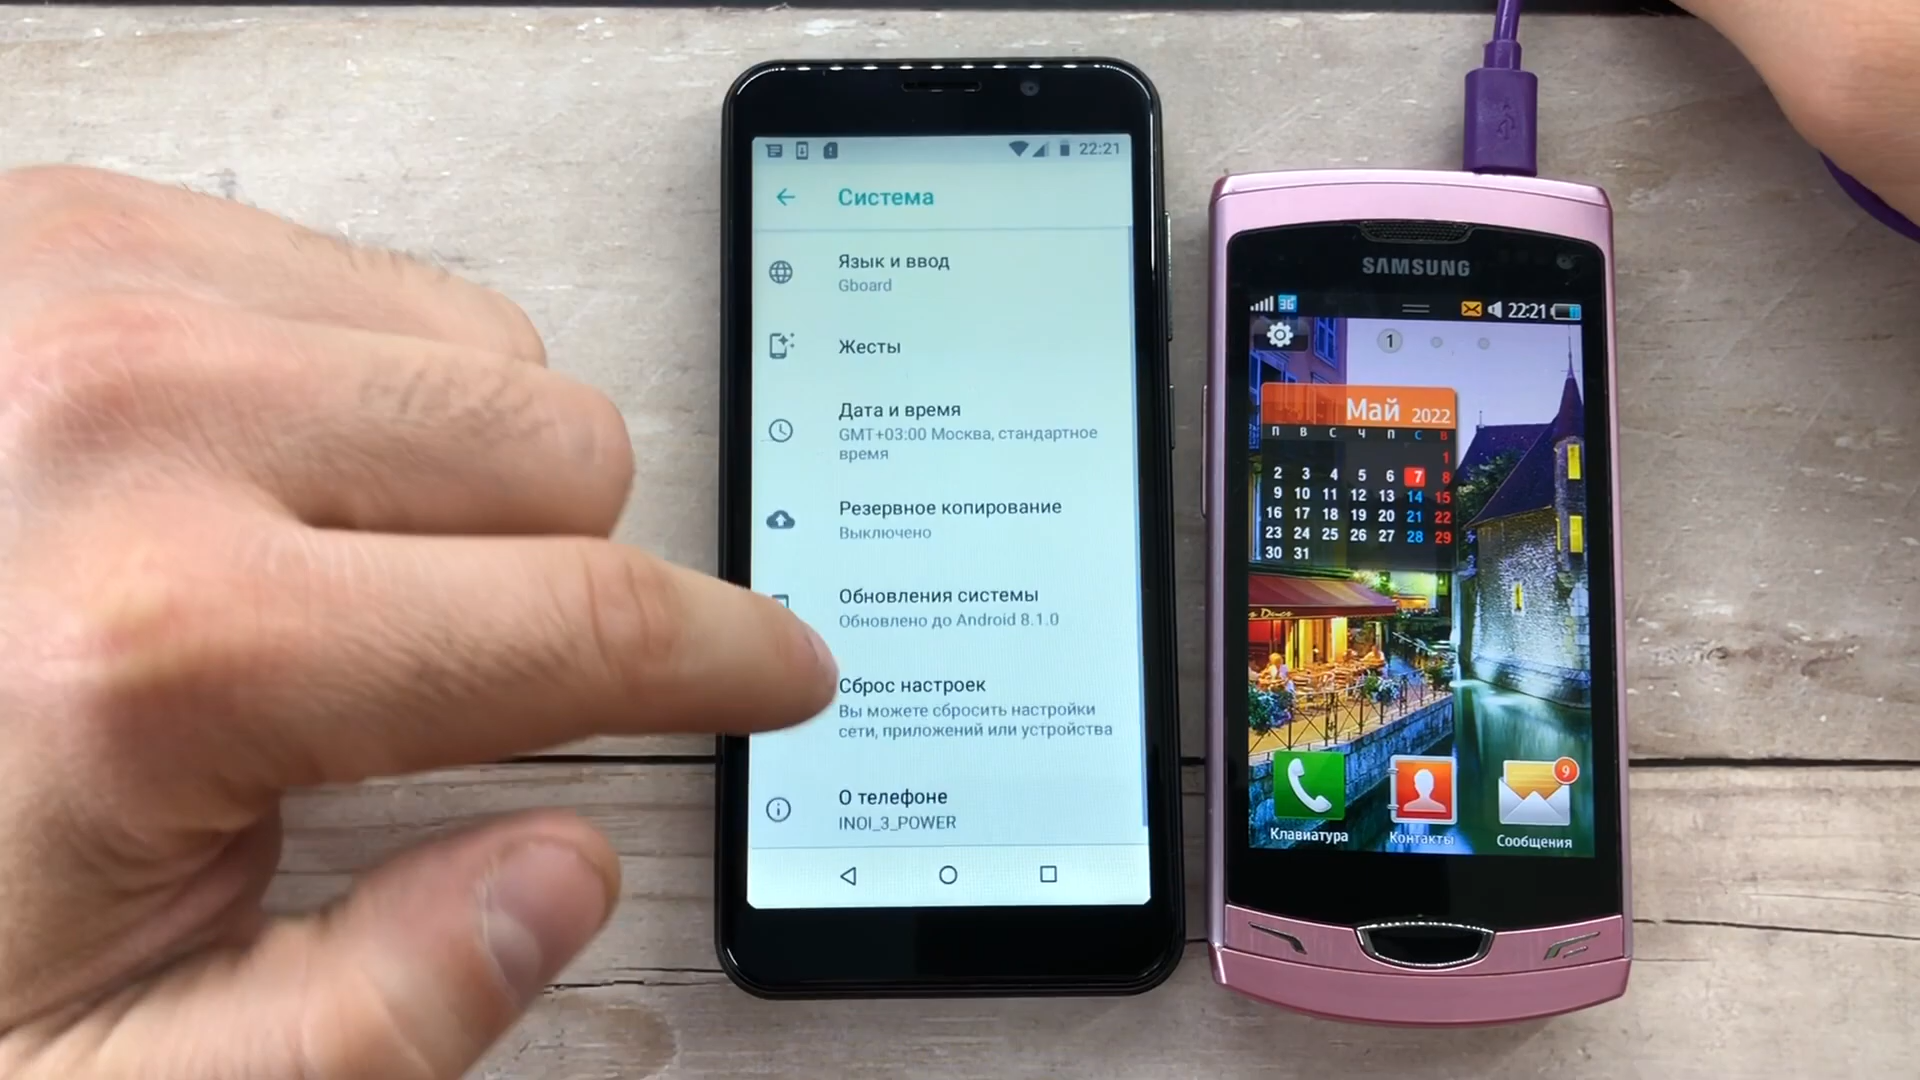 22:21
Система
Язык и ввод
Gboard
Жесты
Дата и время
GMT+03:00 Москва, стандартное
время
Резервное копирование
Выключено
Обновления системы
Обновлено до Android 8.1.0
Сброс настроек
Вы можете сбросить настройки
сети, приложений или устройства
О телефоне
INOI_3_POWER
SAMSUNG
3G 22:21
1
Май 2022
П В С Ч П С В
1
2 3 4 5 6 7 8
9 10 11 12 13 14 15
16 17 18 19 20 21 22
23 24 25 26 27 28 29
30 31
9
Клавиатура Контакты Сообщения